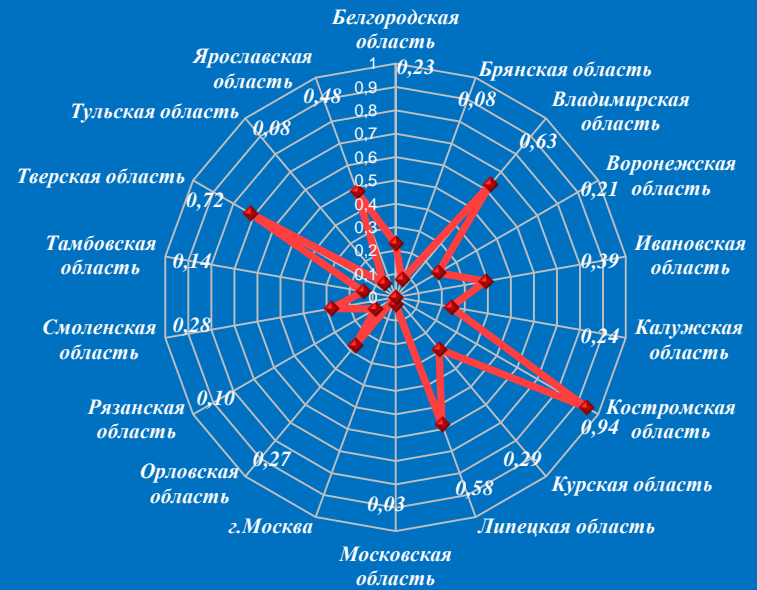 Белгородская
область
0,23
Брянская область
0,08
Владимирская
область
0,63
Воронежская
область
0,21
Ивановская
область
0,39
Калужская
область
0,24
Костромская
область
0,94
Курская область
0,29
Липецкая область
0,58
Московская
область
0,03
г.Москва
Орловская
область
0,27
Рязанская
область
0,10
Смоленская
область
0,28
Тамбовская
область
0,14
Тверская область
0,72
Тульская область
0,08
Ярославская
область
0,48
1
0,9
0,8
0,7
0,6
0,5
0,4
0,3
0,2
0,1
0